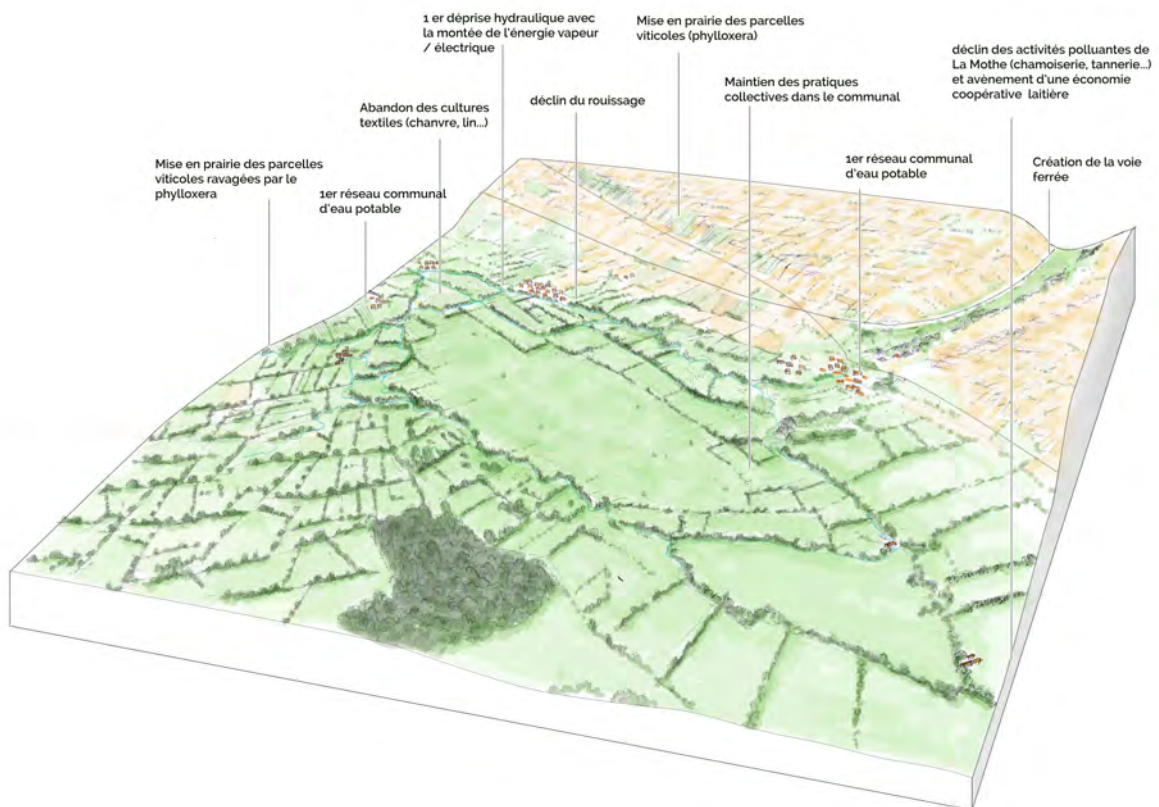 1 er déprise hydraulique avec
la montée de l'énergie vapeur
/ électrique
Mise en prairie des parcelles
viticoles (phylloxera)
déclin des activités polluantes de
La Mothe (chamoiserie, tannerie...)
et avènement d'une économie
coopérative laitière
Abandon des cultures
textiles (chanvre, lin...)
déclin du rouissage
Maintien des pratiques
collectives dans le communal
Mise en prairie des parcelles
viticoles ravagées par le
phylloxera
1er réseau communal
d'eau potable
1er réseau communal
d'eau potable
Création de la voie
ferrée